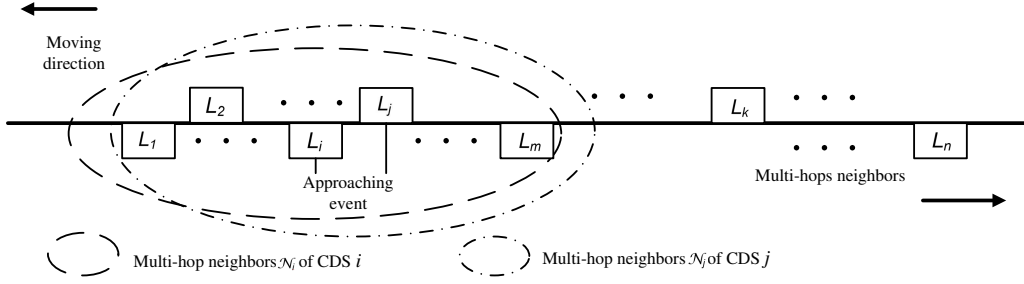 Moving
direction
L2 . . . Lj . . . Lk . . .
L1 . . . Li . . . Lm . . . Ln
Approaching
event
Multi-hops neighbors
Multi-hop neighbors 𝒩i of CDS i
Multi-hop neighbors 𝒩j of CDS j